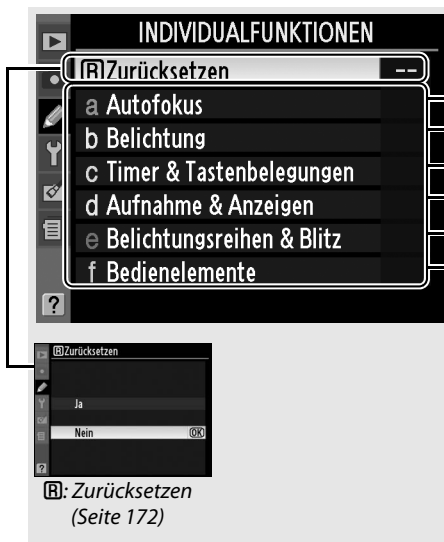 INDIVIDUALFUNKTIONEN
R Zurücksetzen --
a Autofokus
b Belichtung
c Timer & Tastenbelegungen
d Aufnahme & Anzeigen
e Belichtungsreihen & Blitz
f Bedienelemente
?
R Zurücksetzen
Ja
Nein OK
?
R: Zurücksetzen
(Seite 172)